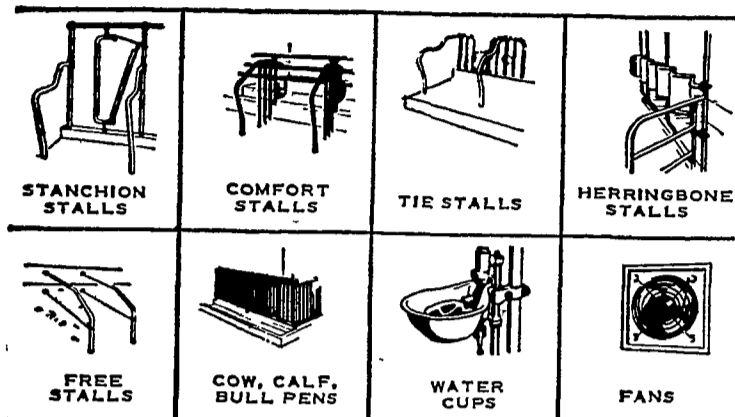 STANCHION
STALLS
COMFORT
STALLS
TIE STALLS
HERRINGBONE
STALLS
FREE
STALLS
COW, CALF,
BULL PENS
WATER
CUPS
FANS